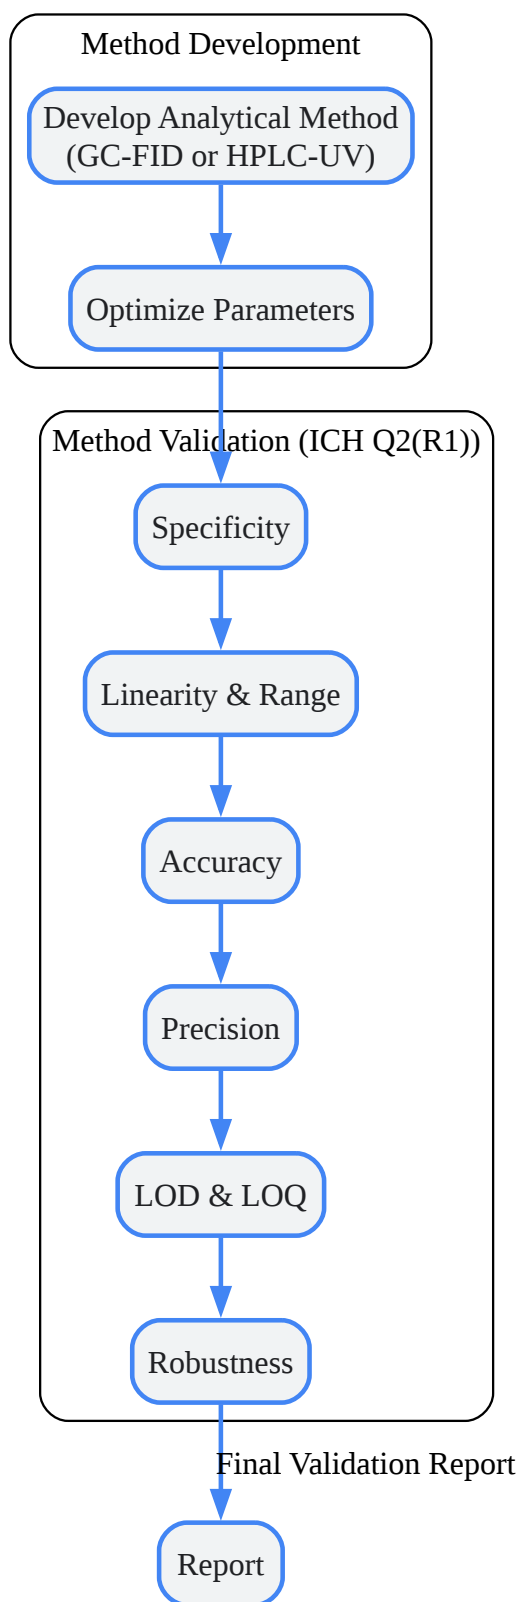 Method Development
Develop Analytical Method
(GC-FID or HPLC-UV)
Optimize Parameters
Method Validation (ICH Q2(R1))
Specificity
Linearity & Range
Accuracy
Precision
LOD & LOQ
Robustness
Final Validation Report
Report